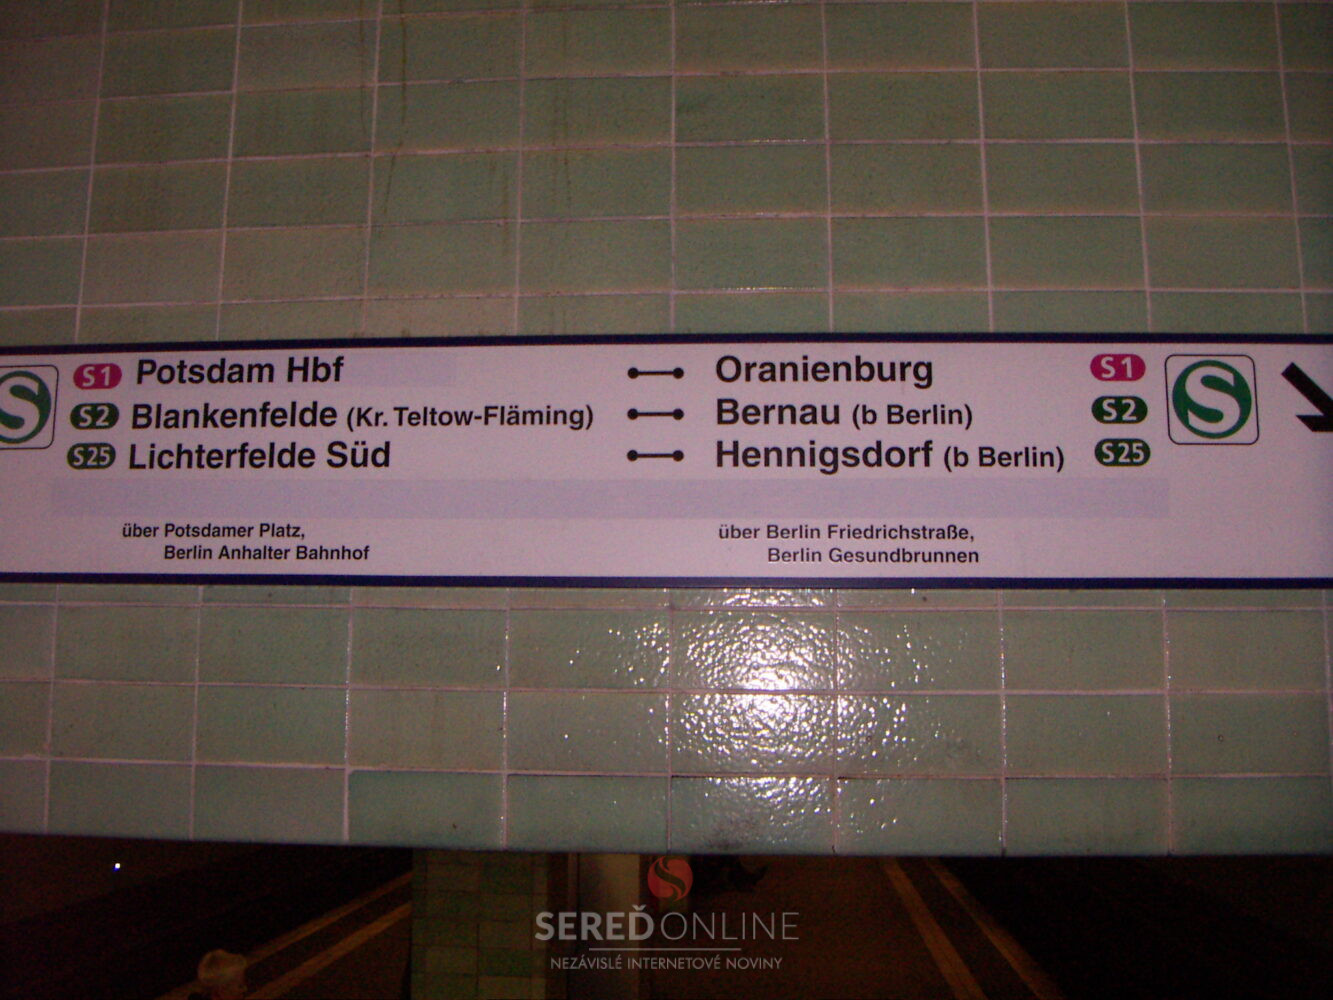 S1 Potsdam Hbf Oranienburg S1
S2 Blankenfelde (Kr. Teltow-Fläming) Bernau (b Berlin) S2
S25 Lichterfelde Süd Hennigsdorf (b Berlin) S25
S S
über Potsdamer Platz,
Berlin Anhalter Bahnhof
über Berlin Friedrichstraße,
Berlin Gesundbrunnen
SEREĎONLINE
NEZÁVISLÉ INTERNETOVÉ NOVINY